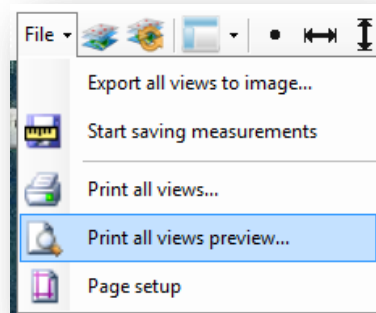 File
Export all views to image...
Start saving measurements
Print all views...
Print all views preview...
Page setup